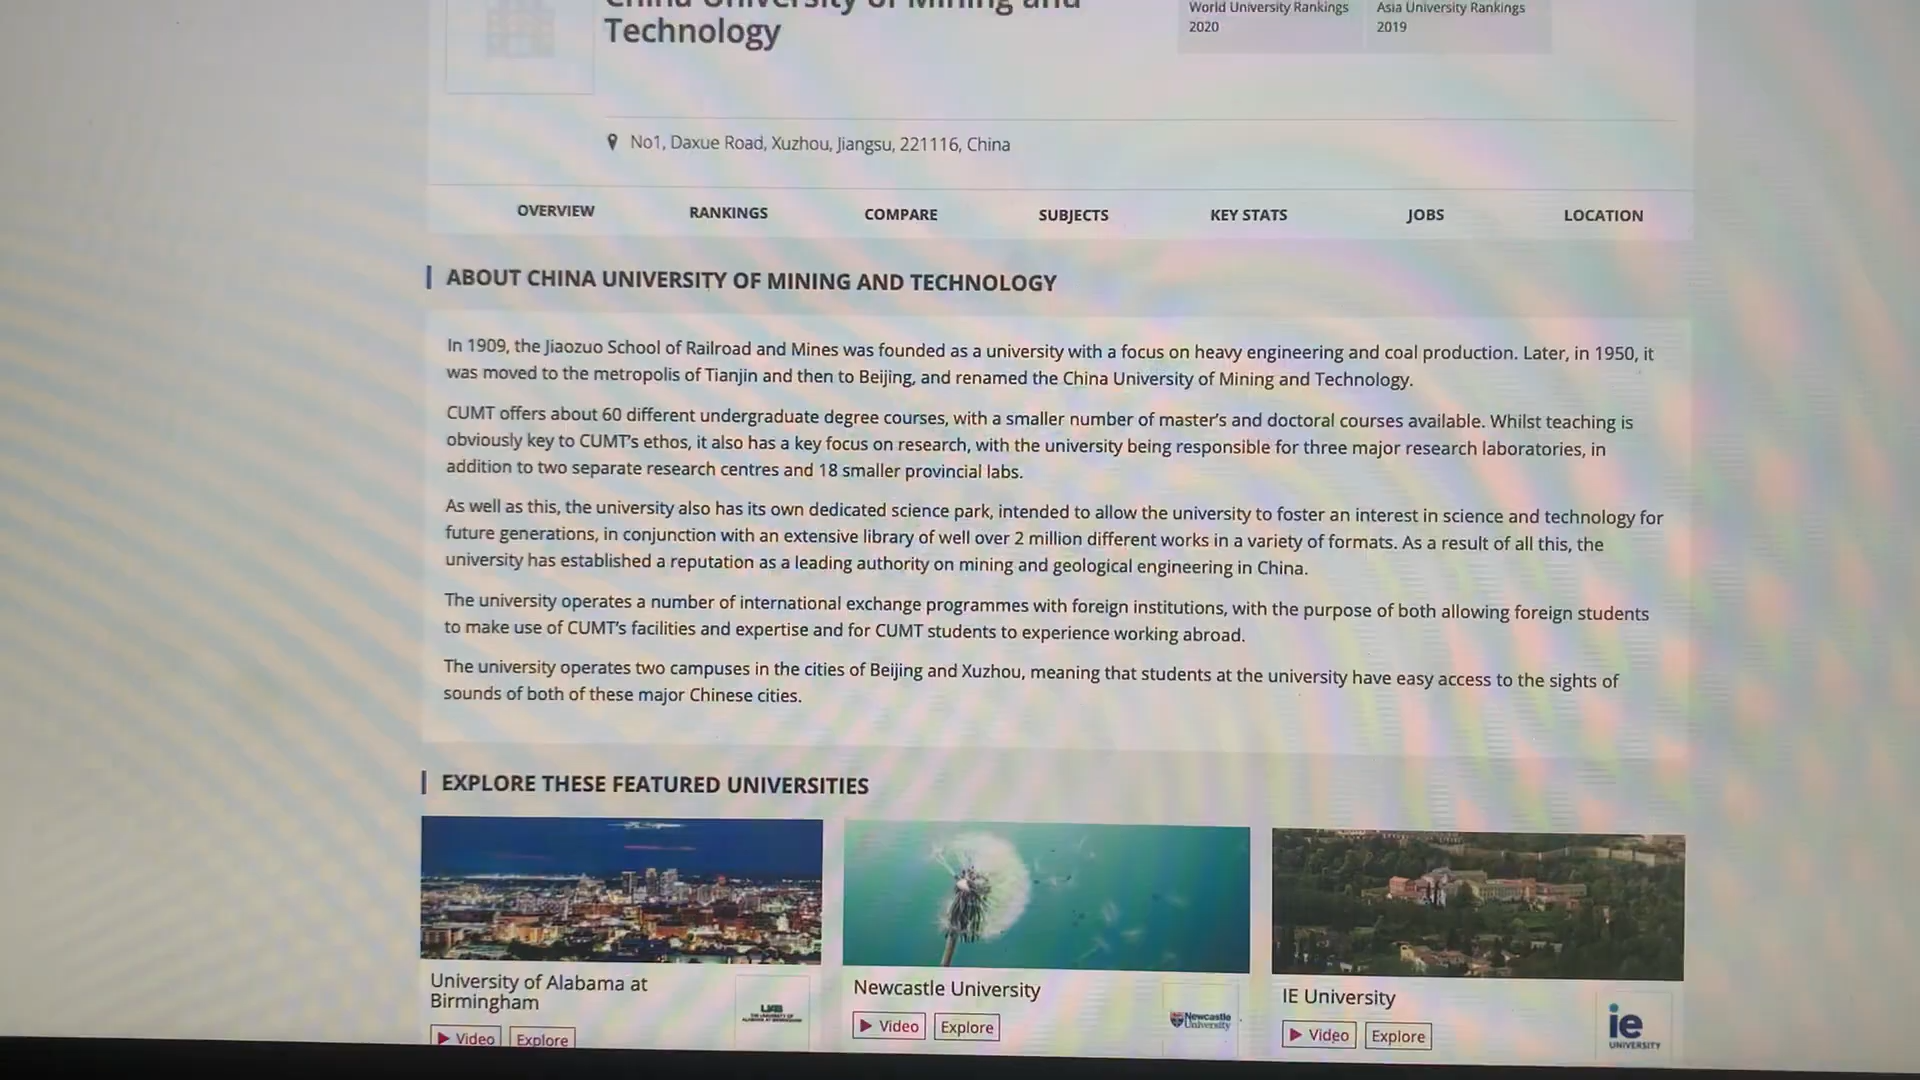 China University of Mining and
Technology
World University Rankings
2020
Asia University Rankings
2019
No1, Daxue Road, Xuzhou, Jiangsu, 221116, China
OVERVIEW RANKINGS COMPARE SUBJECTS KEY STATS JOBS LOCATION
ABOUT CHINA UNIVERSITY OF MINING AND TECHNOLOGY
In 1909, the Jiaozuo School of Railroad and Mines was founded as a university with a focus on heavy engineering and coal production. Later, in 1950, it
was moved to the metropolis of Tianjin and then to Beijing, and renamed the China University of Mining and Technology.
CUMT offers about 60 different undergraduate degree courses, with a smaller number of master's and doctoral courses available. Whilst teaching is
obviously key to CUMT's ethos, it also has a key focus on research, with the university being responsible for three major research laboratories, in
addition to two separate research centres and 18 smaller provincial labs.
As well as this, the university also has its own dedicated science park, intended to allow the university to foster an interest in science and technology for
future generations, in conjunction with an extensive library of well over 2 million different works in a variety of formats. As a result of all this, the
university has established a reputation as a leading authority on mining and geological engineering in China.
The university operates a number of international exchange programmes with foreign institutions, with the purpose of both allowing foreign students
to make use of CUMT's facilities and expertise and for CUMT students to experience working abroad.
The university operates two campuses in the cities of Beijing and Xuzhou, meaning that students at the university have easy access to the sights of
sounds of both of these major Chinese cities.
EXPLORE THESE FEATURED UNIVERSITIES
University of Alabama at
Birmingham
Video Explore
Newcastle University
Video Explore
Newcastle
University
IE University
Video Explore
ie
UNIVERSITY